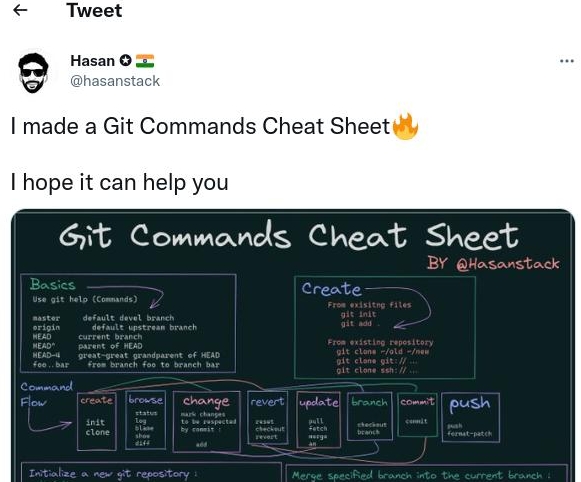 Tweet
Hasan
@hasanstack
I made a Git Commands Cheat Sheet
I hope it can help you
Git Commands Cheat Sheet
BY @Hasanstack
Basics
Use git help (Commands)
master default devel branch
origin default upstream branch
HEAD current branch
HEAD^ parent of HEAD
HEAD~4 great-great grandparent of HEAD
foo..bar from branch foo to branch bar
Create
From exisitng files
git init
git add .
From existing repository
git clone ~/old ~/new
git clone git:// ...
git clone ssh:// ...
Command
Flow
create
init
clone
browse
status
log
blame
show
diff
change
mark changes
to be respected
by commit :
add
revert
reset
checkout
revert
update
pull
fetch
merge
am
branch
checkout
branch
commit
commit
push
push
format-patch
Initialize a new git repository :
Merge specified branch into the current branch :